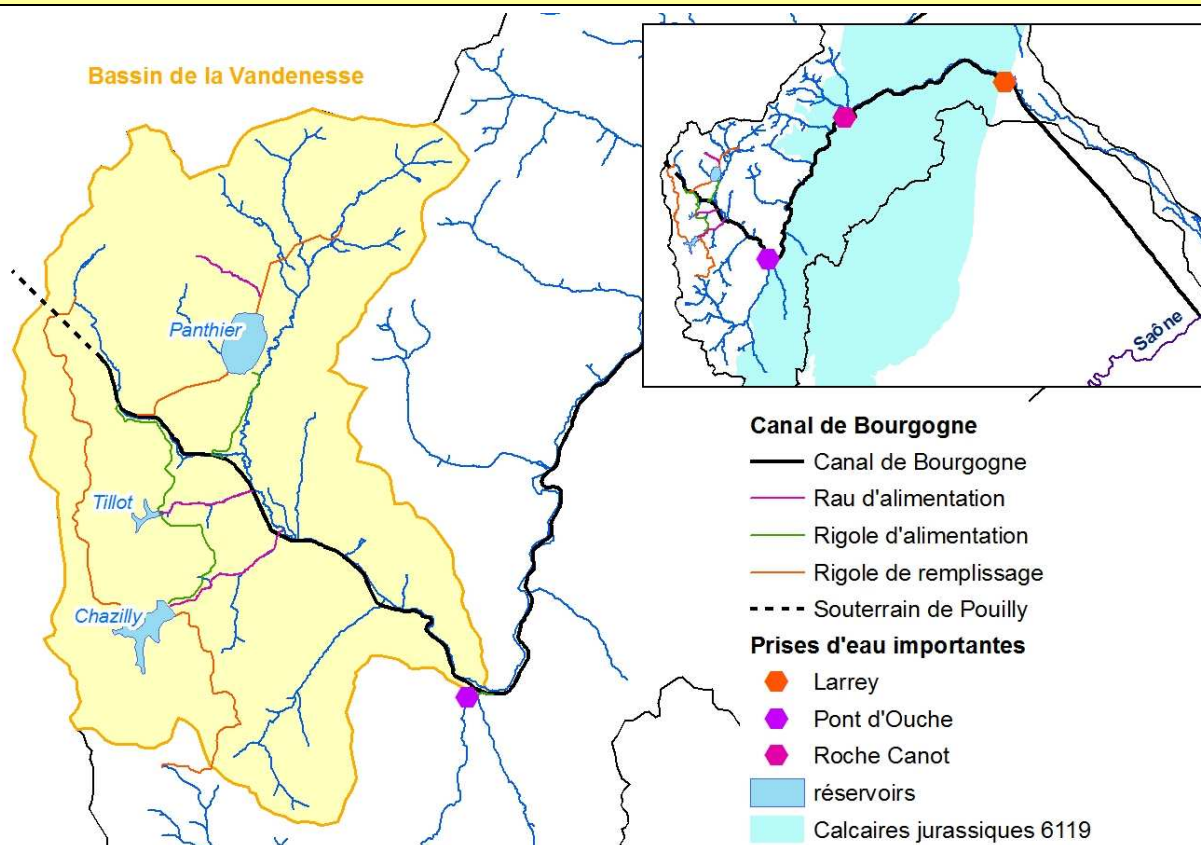 Bassin de la Vandenesse
Panthier
Tillot
Chazilly
Saône
Canal de Bourgogne
Canal de Bourgogne
Rau d'alimentation
Rigole d'alimentation
Rigole de remplissage
Souterrain de Pouilly
Prises d'eau importantes
Larrey
Pont d'Ouche
Roche Canot
réservoirs
Calcaires jurassiques 6119